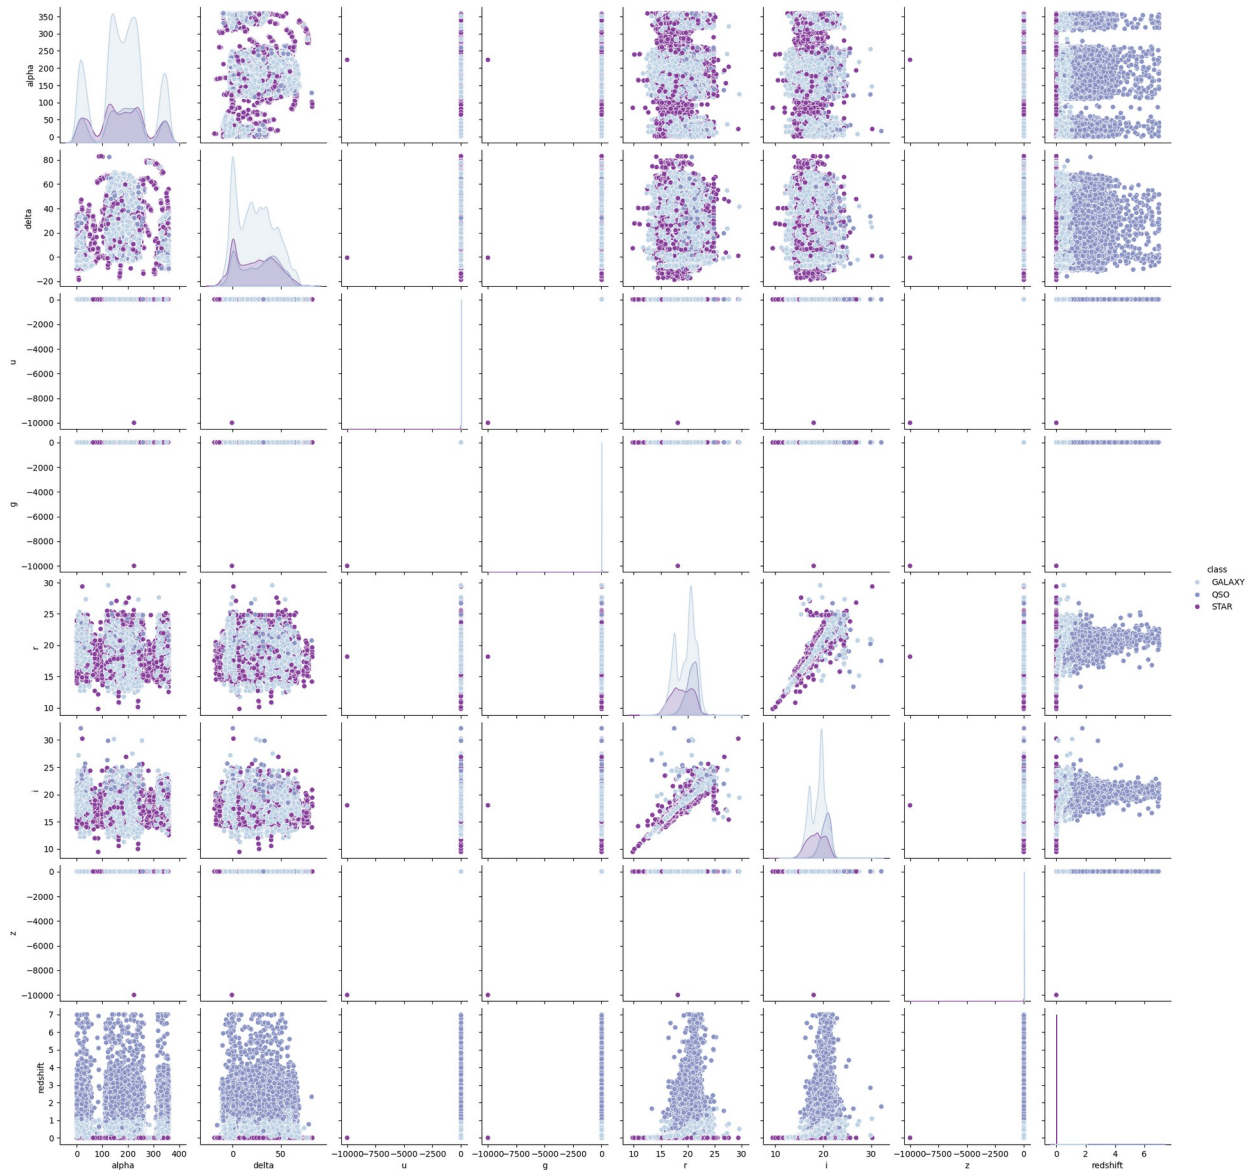 350
300
250
200
150
100
50
0
alpha
80
60
40
20
0
−20
delta
0
−2000
−4000
−6000
−8000
−10000
u
0
−2000
−4000
−6000
−8000
−10000
g
class
GALAXY
QSO
STAR
30
25
20
15
10
r
30
25
20
15
10
i
0
−2000
−4000
−6000
−8000
−10000
z
7
6
5
4
3
2
1
0
redshift
0 100 200 300 400
0 50
−10000 −7500 −5000 −2500 0
−10000 −7500 −5000 −2500 0
10 15 20 25 30
10 20 30
−10000 −7500 −5000 −2500 0
0 2 4 6
alpha delta u g r i z redshift